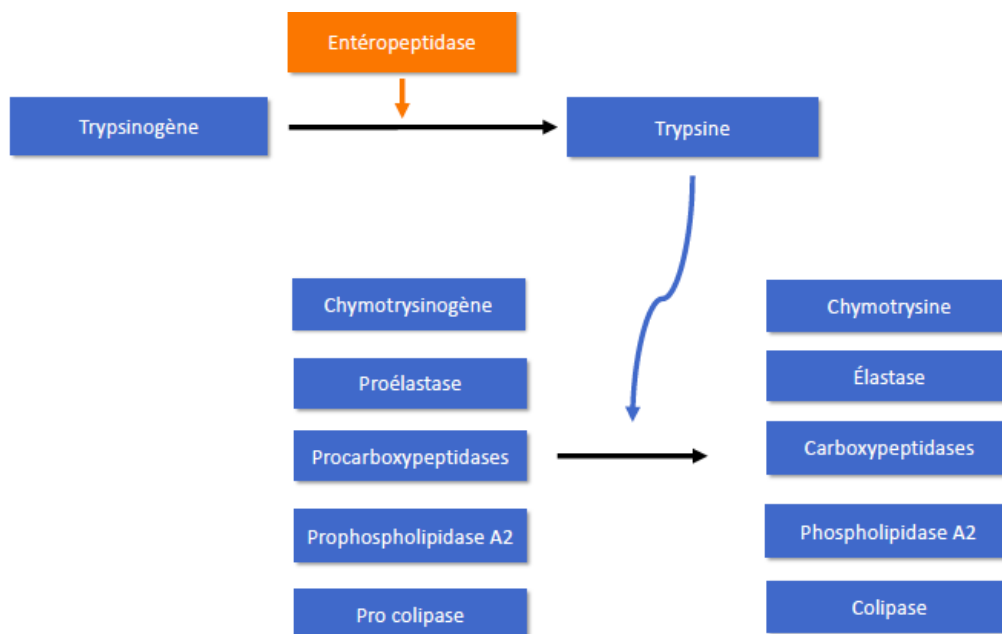 Entéropeptidase
Trypsinogène
Trypsine
Chymotrysinogène
Chymotrysine
Proélastase
Élastase
Procarboxypeptidases
Carboxypeptidases
Prophospholipidase A2
Phospholipidase A2
Pro colipase
Colipase